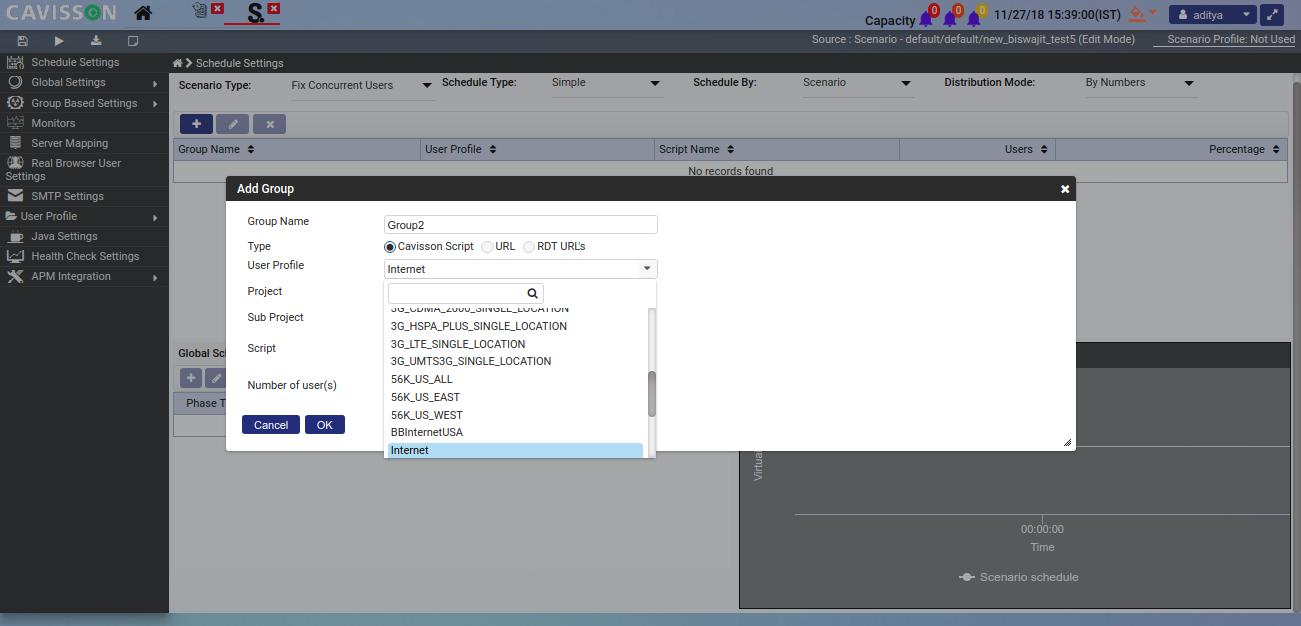 CAVISSON
S.
Capacity 0 0 0 11/27/18 15:39:00(IST) aditya
Source : Scenario - default/default/new_biswajit_test5 (Edit Mode) Scenario Profile: Not Used
Schedule Settings
Global Settings
Group Based Settings
Monitors
Server Mapping
Real Browser User
Settings
SMTP Settings
User Profile
Java Settings
Health Check Settings
APM Integration
Schedule Settings
Scenario Type: Fix Concurrent Users Schedule Type: Simple Schedule By: Scenario Distribution Mode: By Numbers
Group Name User Profile Script Name Users Percentage
No records found
Add Group
Group Name Group2
Type Cavisson Script URL RDT URL's
User Profile Internet
Project
Sub Project
Script
Number of user(s)
3G_CDMA_2000_SINGLE_LOCATION
3G_HSPA_PLUS_SINGLE_LOCATION
3G_LTE_SINGLE_LOCATION
3G_UMTS3G_SINGLE_LOCATION
56K_US_ALL
56K_US_EAST
56K_US_WEST
BBInternetUSA
Internet
Cancel OK
Global Sc
Phase T
Virtua
00:00:00
Time
Scenario schedule